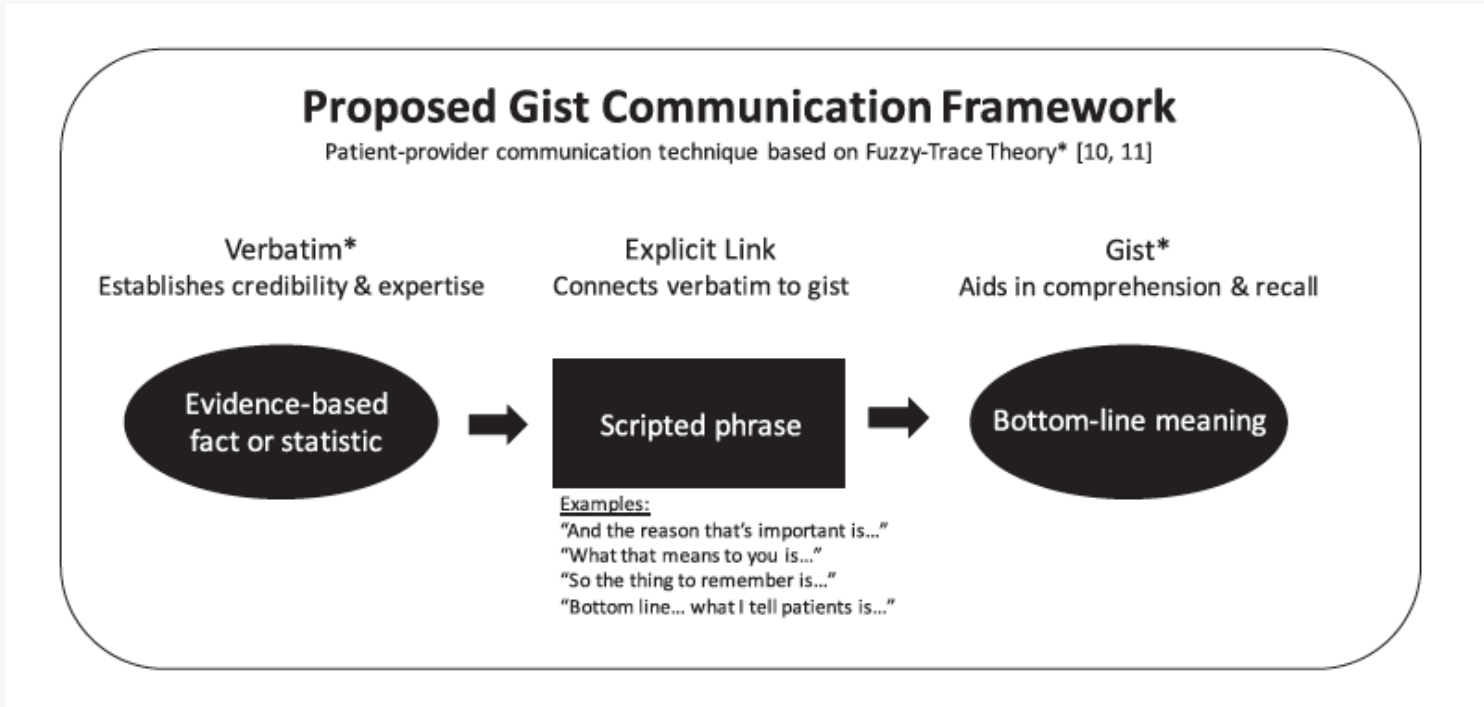 Proposed Gist Communication Framework
Patient-provider communication technique based on Fuzzy-Trace Theory* [10, 11]
Verbatim*
Establishes credibility & expertise
Explicit Link
Connects verbatim to gist
Gist*
Aids in comprehension & recall
Evidence-based
fact or statistic
Scripted phrase
Bottom-line meaning
Examples:
“And the reason that’s important is…”
“What that means to you is…”
“So the thing to remember is…”
“Bottom line… what I tell patients is…”